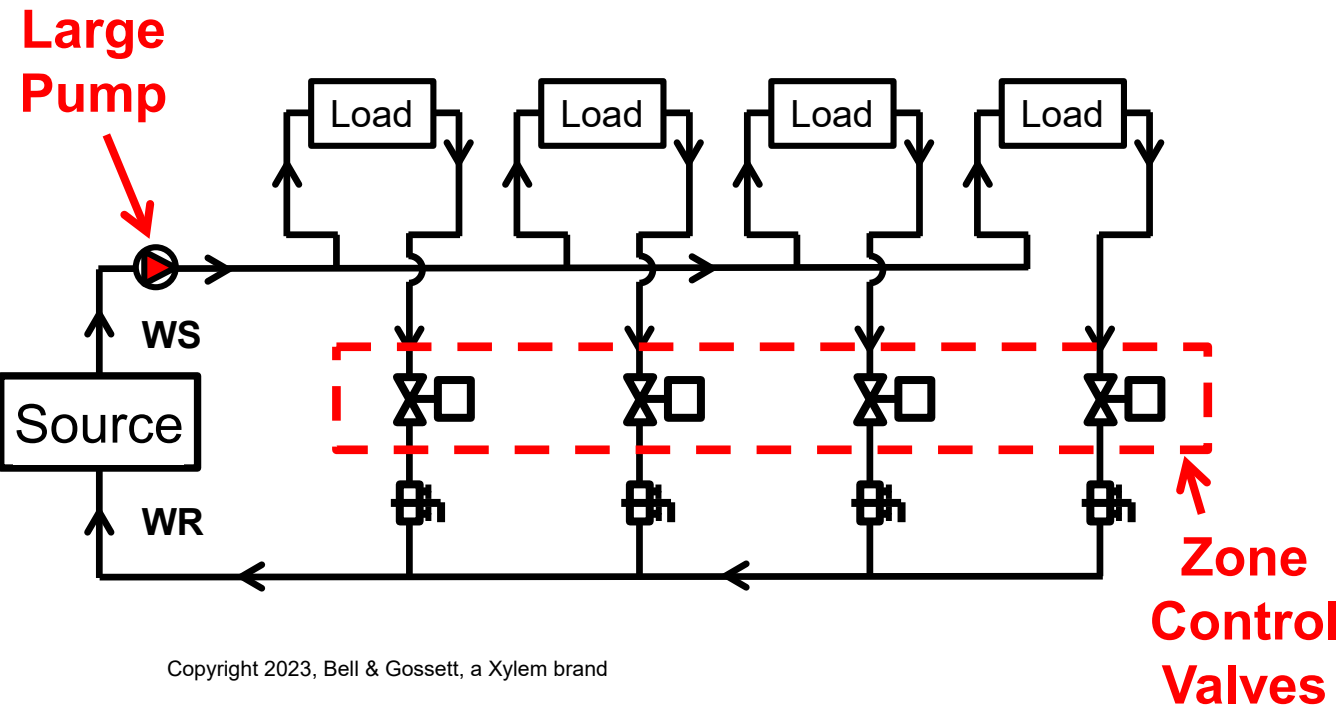 Large
Pump
Load
Load
Load
Load
WS
Source
WR
Zone
Control
Valves
Copyright 2023, Bell & Gossett, a Xylem brand